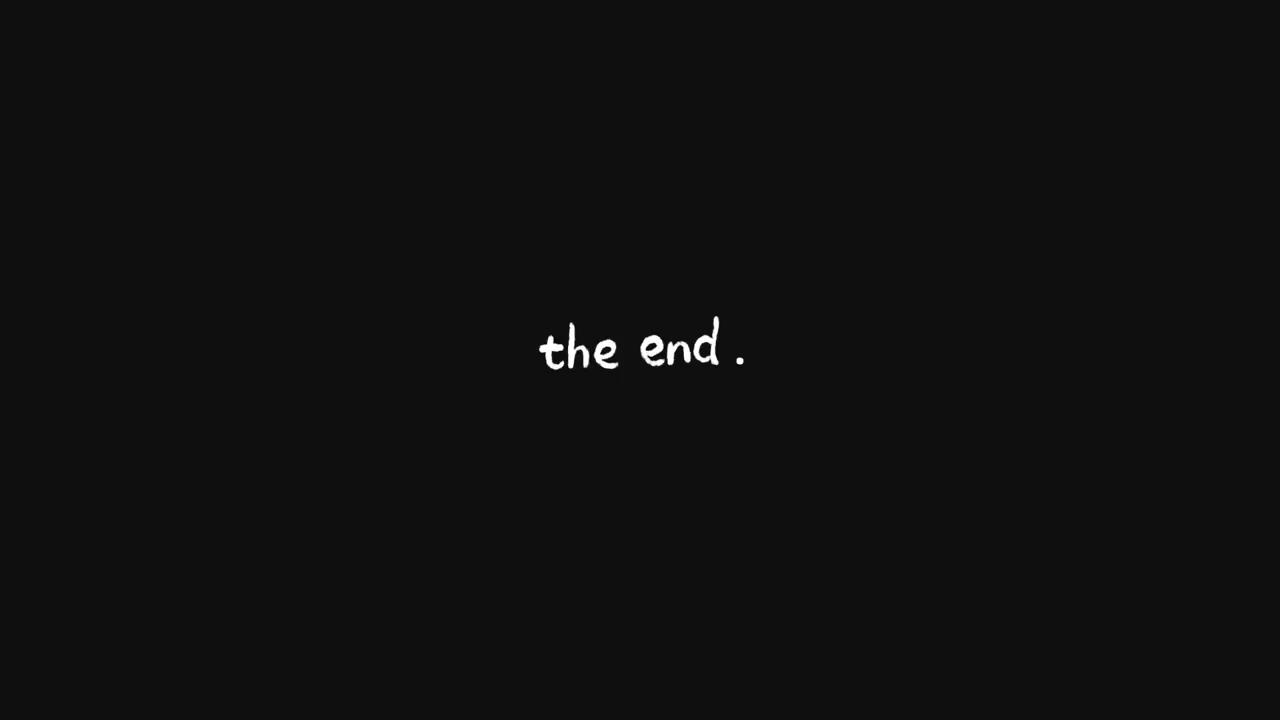 the end .